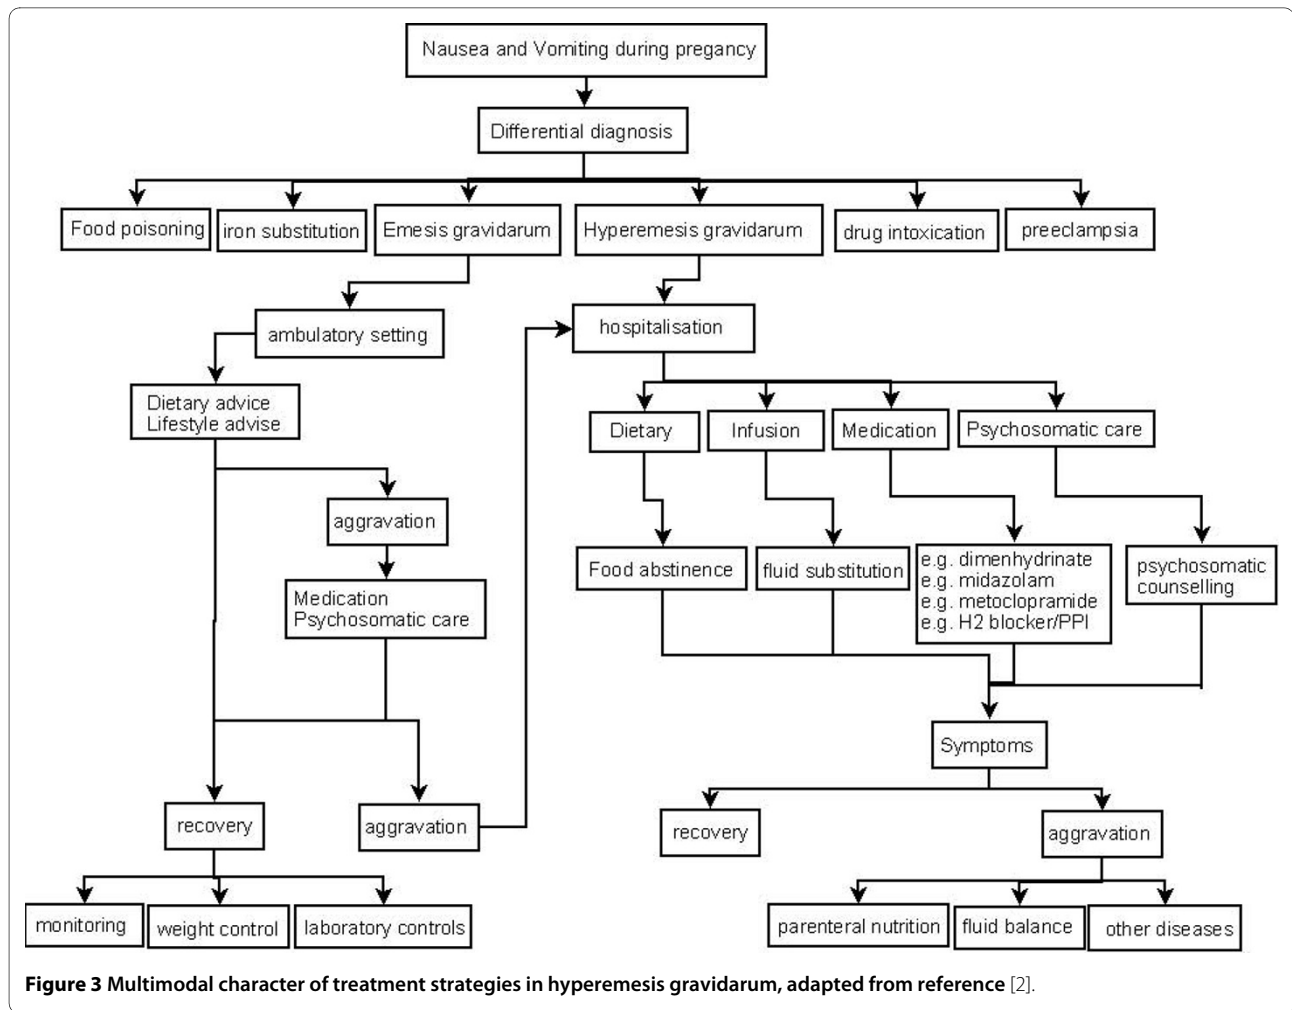 Nausea and Vomiting during pregancy
Differential diagnosis
Food poisoning
iron substitution
Emesis gravidarum
Hyperemesis gravidarum
drug intoxication
preeclampsia
ambulatory setting
hospitalisation
Dietary advice
Lifestyle advise
Dietary
Infusion
Medication
Psychosomatic care
aggravation
Food abstinence
fluid substitution
e.g. dimenhydrinate
e.g. midazolam
e.g. metoclopramide
e.g. H2 blocker/PPI
psychosomatic
counselling
Medication
Psychosomatic care
Symptoms
recovery
aggravation
recovery
aggravation
monitoring
weight control
laboratory controls
parenteral nutrition
fluid balance
other diseases
Figure 3 Multimodal character of treatment strategies in hyperemesis gravidarum, adapted from reference [2].